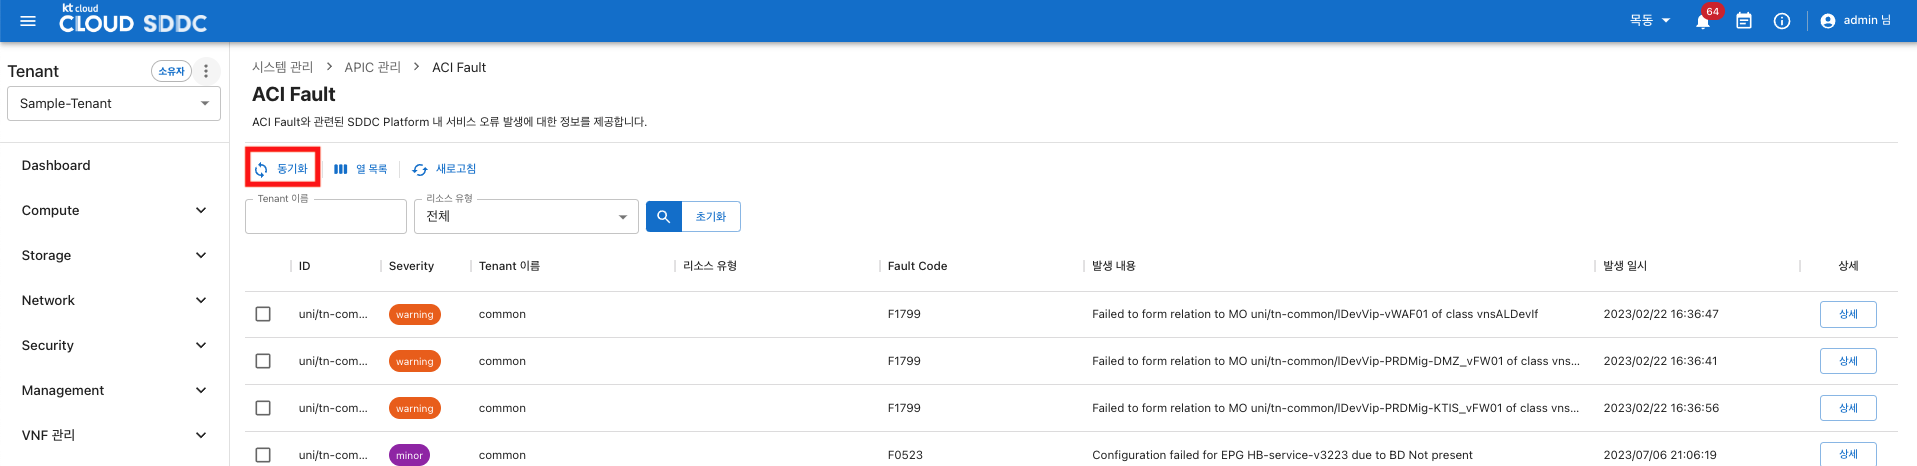 kt cloud
CLOUD SDDC
목동
64
admin 님
Tenant
소유자
Sample-Tenant
Dashboard
Compute
Storage
Network
Security
Management
VNF 관리
시스템 관리 > APIC 관리 > ACI Fault
ACI Fault
ACI Fault와 관련된 SDDC Platform 내 서비스 오류 발생에 대한 정보를 제공합니다.
동기화 열 목록 새로고침
Tenant 이름 리소스 유형
전체 초기화
ID Severity Tenant 이름 리소스 유형 Fault Code 발생 내용 발생 일시 상세
uni/tn-com... warning common F1799 Failed to form relation to MO uni/tn-common/lDevVip-vWAF01 of class vnsALDevIf 2023/02/22 16:36:47 상세
uni/tn-com... warning common F1799 Failed to form relation to MO uni/tn-common/lDevVip-PRDMig-DMZ_vFW01 of class vns... 2023/02/22 16:36:41 상세
uni/tn-com... warning common F1799 Failed to form relation to MO uni/tn-common/lDevVip-PRDMig-KTIS_vFW01 of class vns... 2023/02/22 16:36:56 상세
uni/tn-com... minor common F0523 Configuration failed for EPG HB-service-v3223 due to BD Not present 2023/07/06 21:06:19 상세